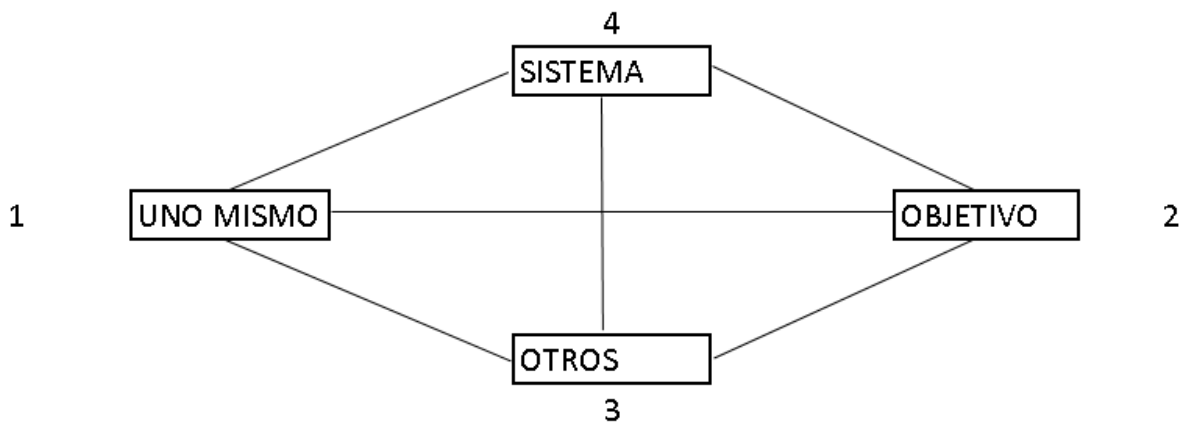 4
SISTEMA
1 UNO MISMO OBJETIVO 2
OTROS
3